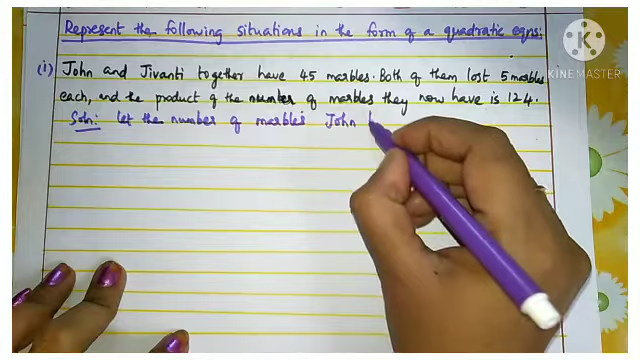 Represent the following situations in the form of a quadratic eqns:
(i) John and Jivanti together have 45 marbles. Both of them lost 5 marbles
each, and the product of the number of marbles they now have is 124.
Soln: let the number of marbles John
KINEMASTER